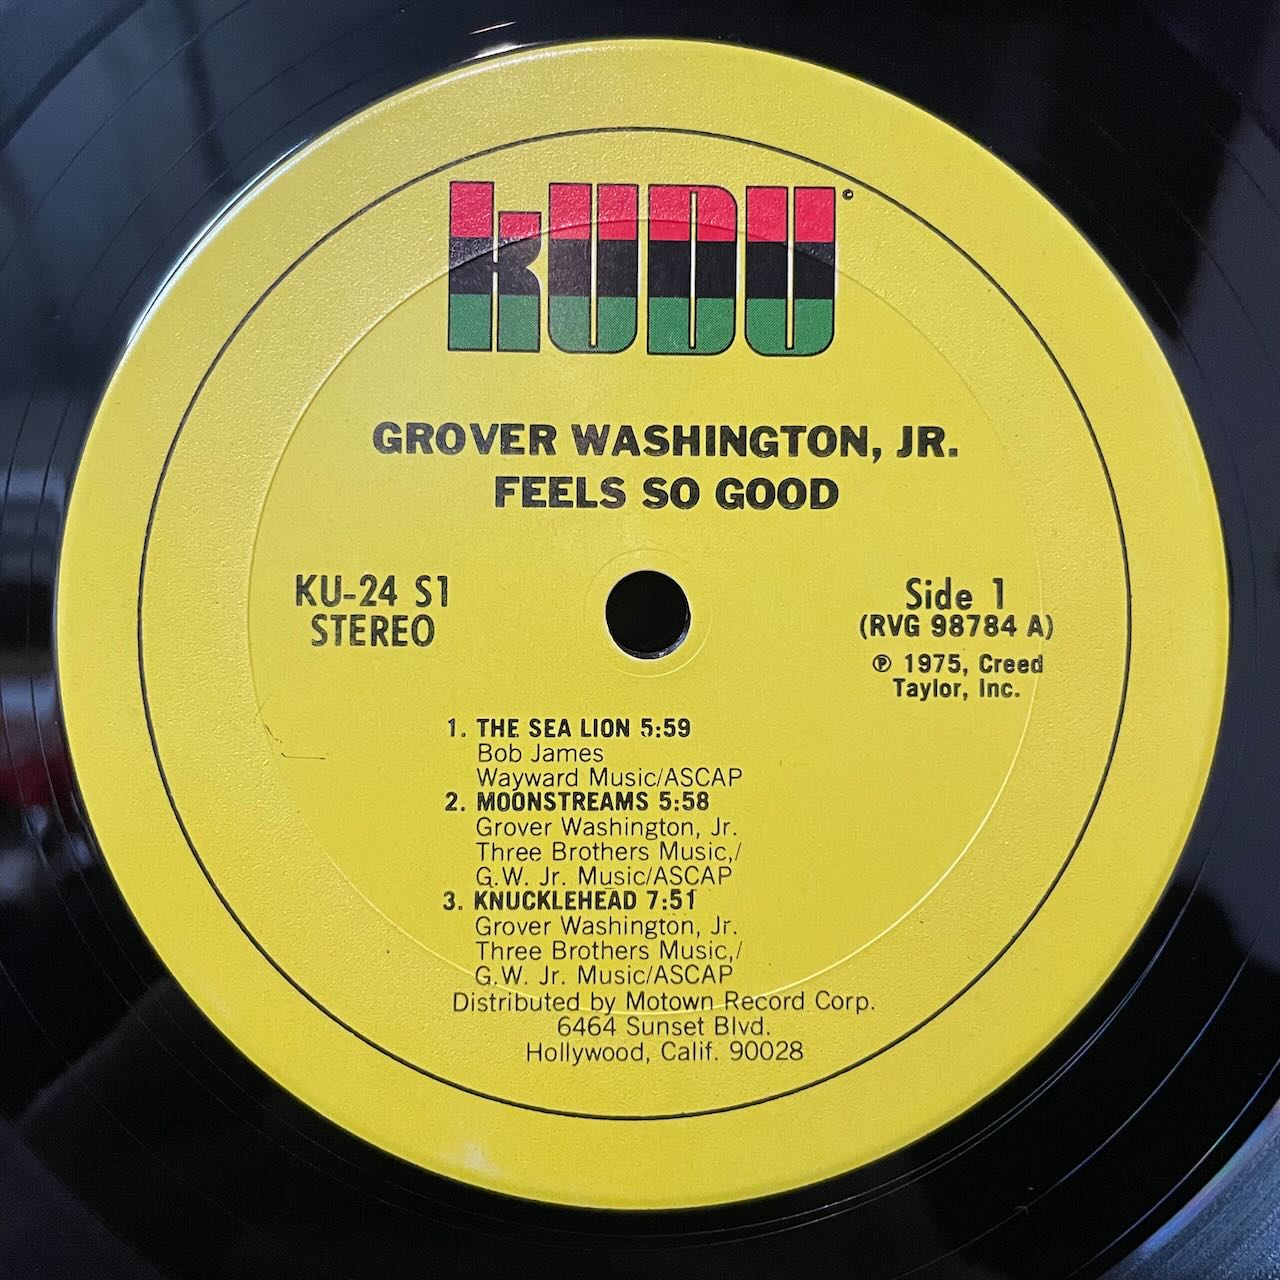 KUDU©
GROVER WASHINGTON, JR.
FEELS SO GOOD
KU-24 S1
STEREO
Side 1
(RVG 98784 A)
℗ 1975, Creed
Taylor, Inc.
1. THE SEA LION 5:59
Bob James
Wayward Music/ASCAP
2. MOONSTREAMS 5:58
Grover Washington, Jr.
Three Brothers Music,/
G.W. Jr. Music/ASCAP
3. KNUCKLEHEAD 7:51
Grover Washington, Jr.
Three Brothers Music,/
G.W. Jr. Music/ASCAP
Distributed by Motown Record Corp.
6464 Sunset Blvd.
Hollywood, Calif. 90028